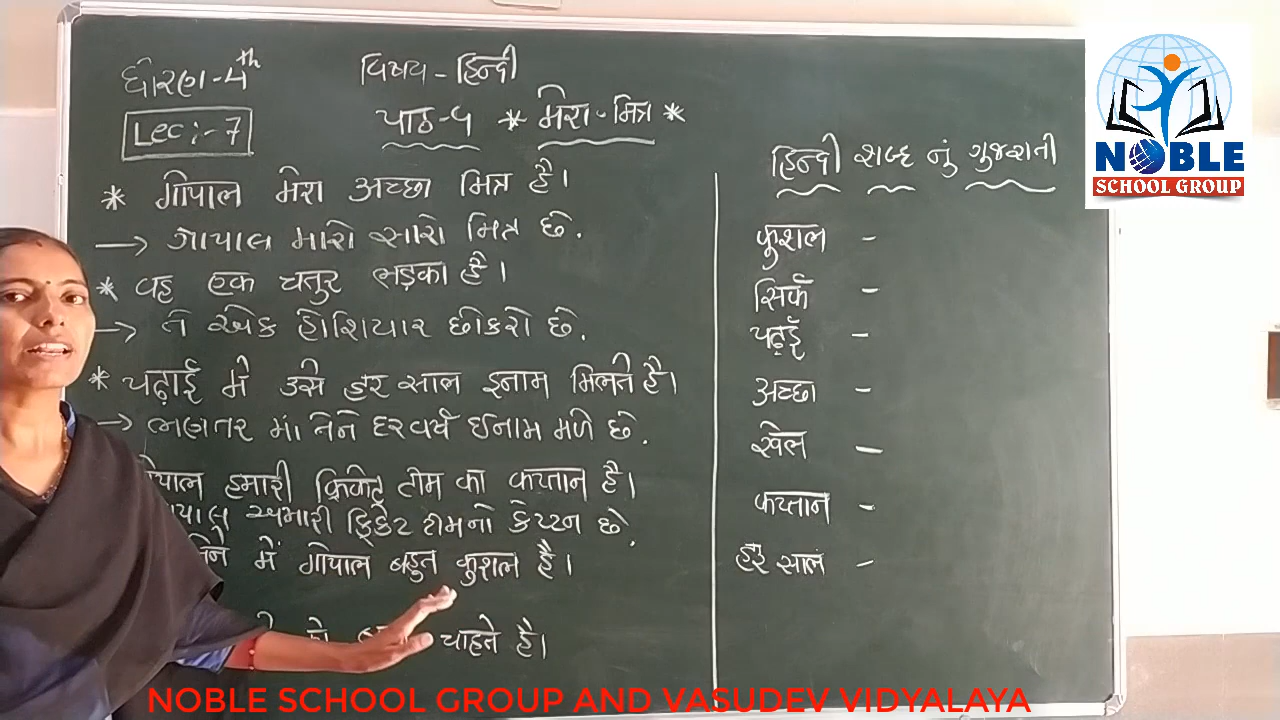 धोरण-4th
विषय - हिन्दी
Lec :- 7
पाठ-५ * मेरा - मित्र *
* गोपाल मेरा अच्छा मित्र है।
→ ગોપાલ મારો સારો મિત્ર છે.
* वह एक चतुर लड़का है।
→ તે એક હોશિયાર છોકરો છે.
* पढ़ाई मे उसे हर साल इनाम मिलते है।
→ ભણતર માં તેને દરવર્ષે ઈનામ મળે છે.
हमारी क्रिकेट टीम का कप्तान है।
અમારી ક્રિકેટ ટીમનો કેપ્ટન છે.
में गोपाल बहुत कुशल है।
चाहते है।
हिन्दी शब्द नुं गुजराती
कुशल -
सिर्फ -
पढ़ाई -
अच्छा -
खेल -
कप्तान -
हर साल -
NOBLE
SCHOOL GROUP
NOBLE SCHOOL GROUP AND VASUDEV VIDYALAYA